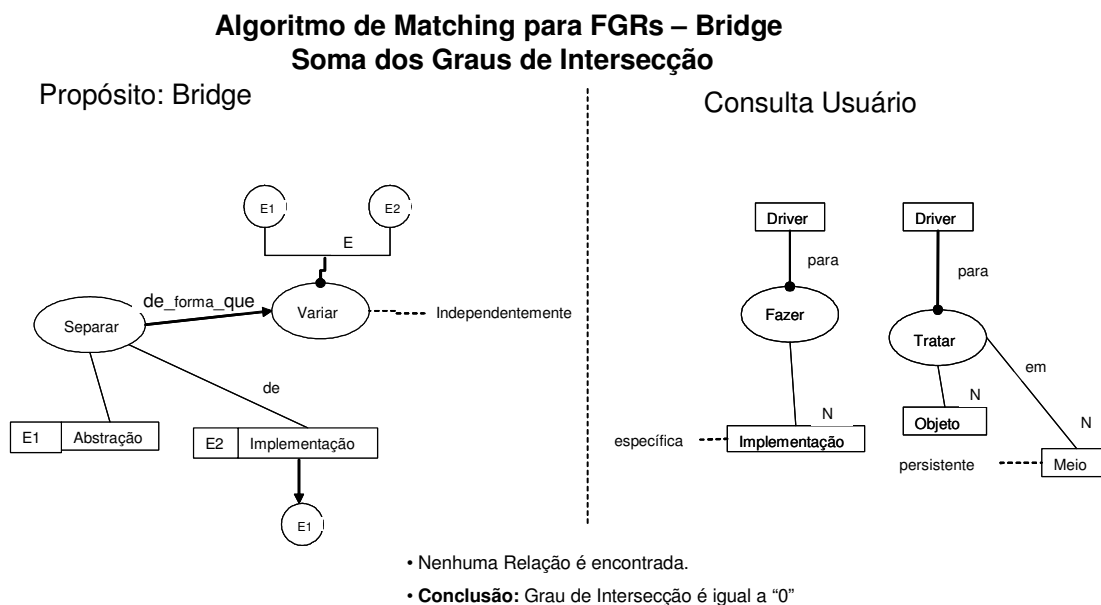 Algoritmo de Matching para FGRs – Bridge
Soma dos Graus de Intersecção
Propósito: Bridge
E1
E2
E
de_forma_que
Separar
Variar
Independentemente
de
E1 Abstração
E2 Implementação
E1
Consulta Usuário
Driver
Driver
para
para
Fazer
Tratar
em
N
N
N
específica
Implementação
Objeto
persistente
Meio
• Nenhuma Relação é encontrada.
• Conclusão: Grau de Intersecção é igual a “0”